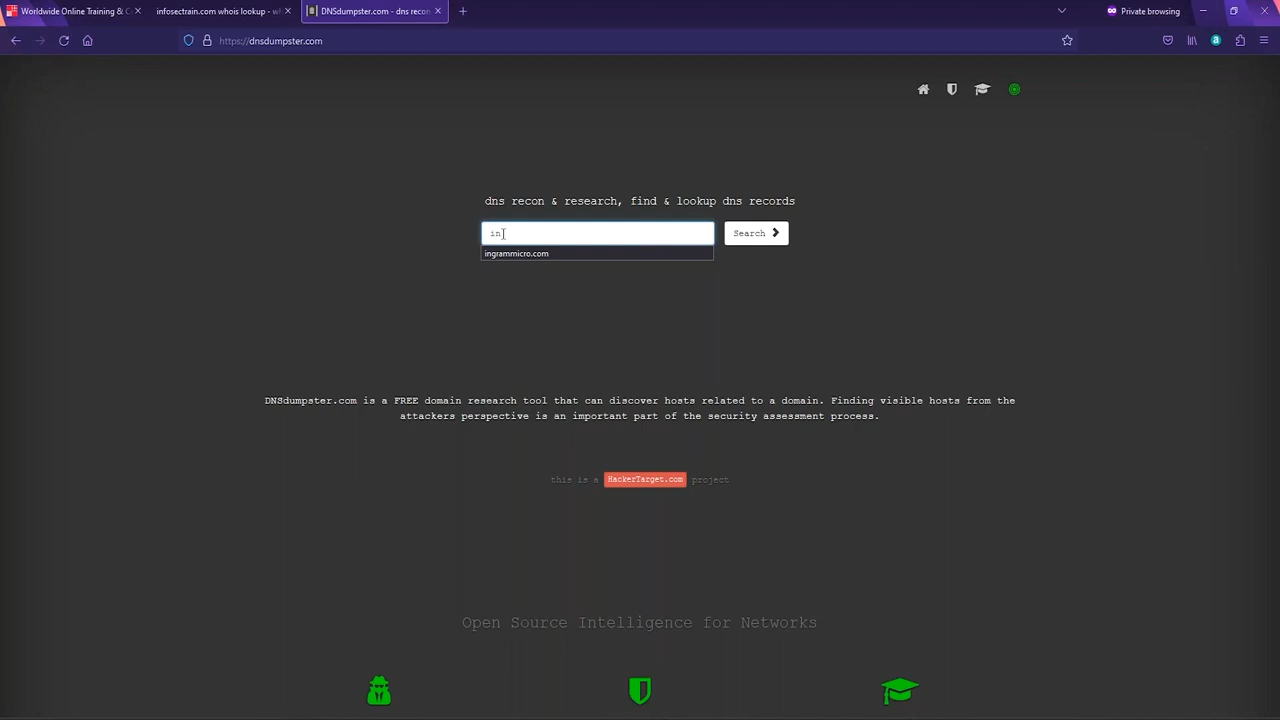 Worldwide Online Training & C
infosectrain.com whois lookup - w
DNSdumpster.com - dns recon
Private browsing
https://dnsdumpster.com
dns recon & research, find & lookup dns records
in
Search
ingrammicro.com
DNSdumpster.com is a FREE domain research tool that can discover hosts related to a domain. Finding visible hosts from the
attackers perspective is an important part of the security assessment process.
this is a HackerTarget.com project
Open Source Intelligence for Networks